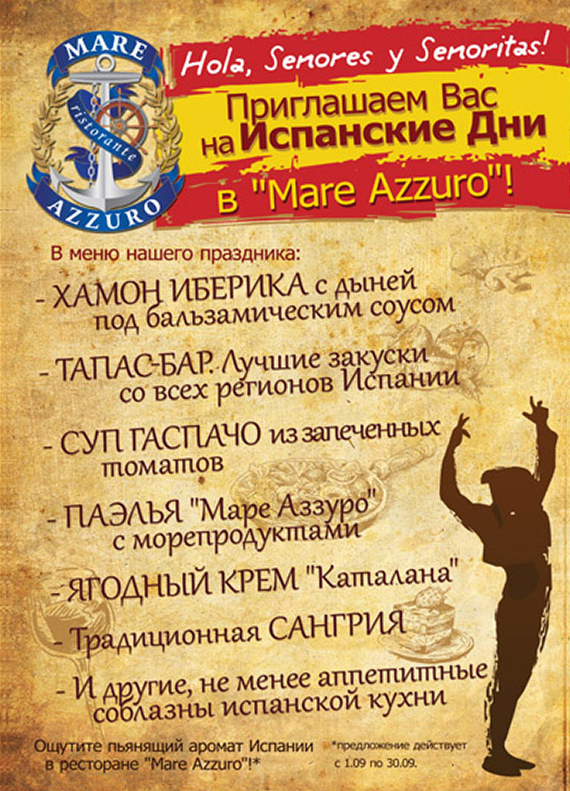 MARE
ristorante
AZZURO
Hola, Senores y Senoritas!
Приглашаем Вас
на Испанские Дни
в "Mare Azzuro"!
В меню нашего праздника:
- ХАМОН ИБЕРИКА с дыней
под бальзамическим соусом
- ТАПАС-БАР. Лучшие закуски
со всех регионов Испании
- СУП ГАСПАЧО из запеченных
томатов
- ПАЭЛЬЯ "Маре Аззуро"
с морепродуктами
- ЯГОДНЫЙ КРЕМ "Каталана"
- Традиционная САНГРИЯ
- И другие, не менее аппетитные
соблазны испанской кухни
Ощутите пьянящий аромат Испании
в ресторане "Mare Azzuro"!*
*предложение действует
с 1.09 по 30.09.